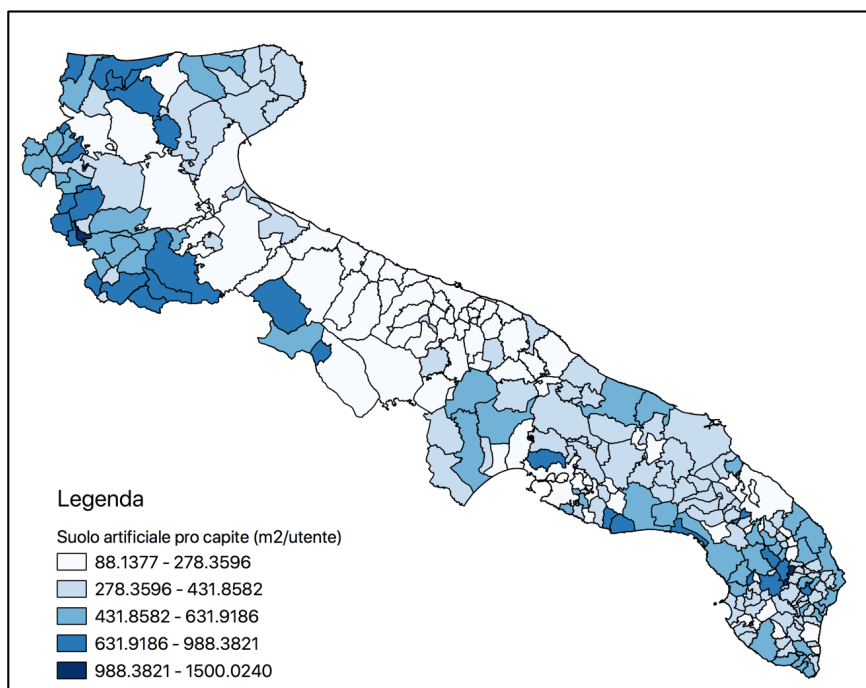 Legenda
Suolo artificiale pro capite (m2/utente)
88.1377 - 278.3596
278.3596 - 431.8582
431.8582 - 631.9186
631.9186 - 988.3821
988.3821 - 1500.0240